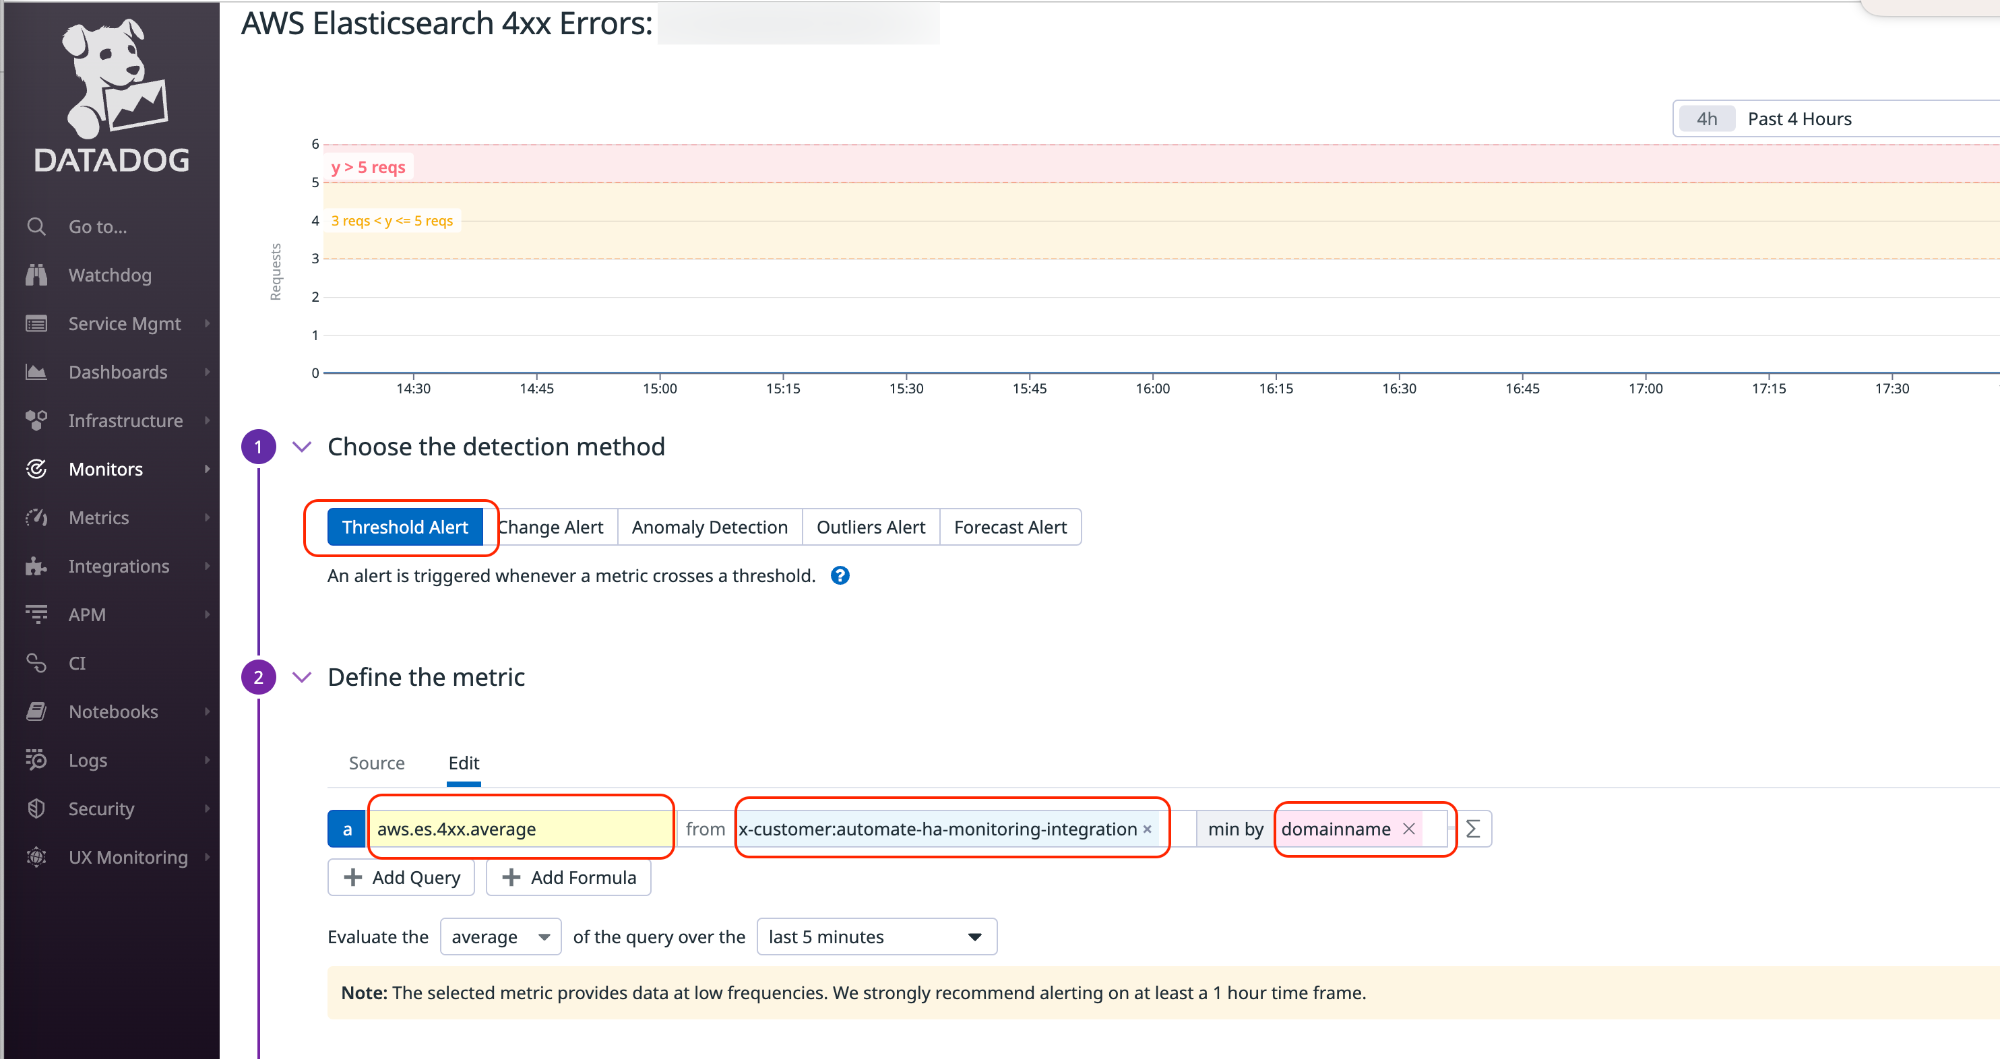 AWS Elasticsearch 4xx Errors:
DATADOG
Go to...
Watchdog
Service Mgmt
Dashboards
Infrastructure
Monitors
Metrics
Integrations
APM
CI
Notebooks
Logs
Security
UX Monitoring
4h Past 4 Hours
Requests
6
5
4
3
2
1
0
y > 5 reqs
3 reqs < y <= 5 reqs
14:30 14:45 15:00 15:15 15:30 15:45 16:00 16:15 16:30 16:45 17:00 17:15 17:30
1 Choose the detection method
Threshold Alert Change Alert Anomaly Detection Outliers Alert Forecast Alert
An alert is triggered whenever a metric crosses a threshold. ?
2 Define the metric
Source Edit
a aws.es.4xx.average from x-customer:automate-ha-monitoring-integration × min by domainname × Σ
+ Add Query + Add Formula
Evaluate the average of the query over the last 5 minutes
Note: The selected metric provides data at low frequencies. We strongly recommend alerting on at least a 1 hour time frame.